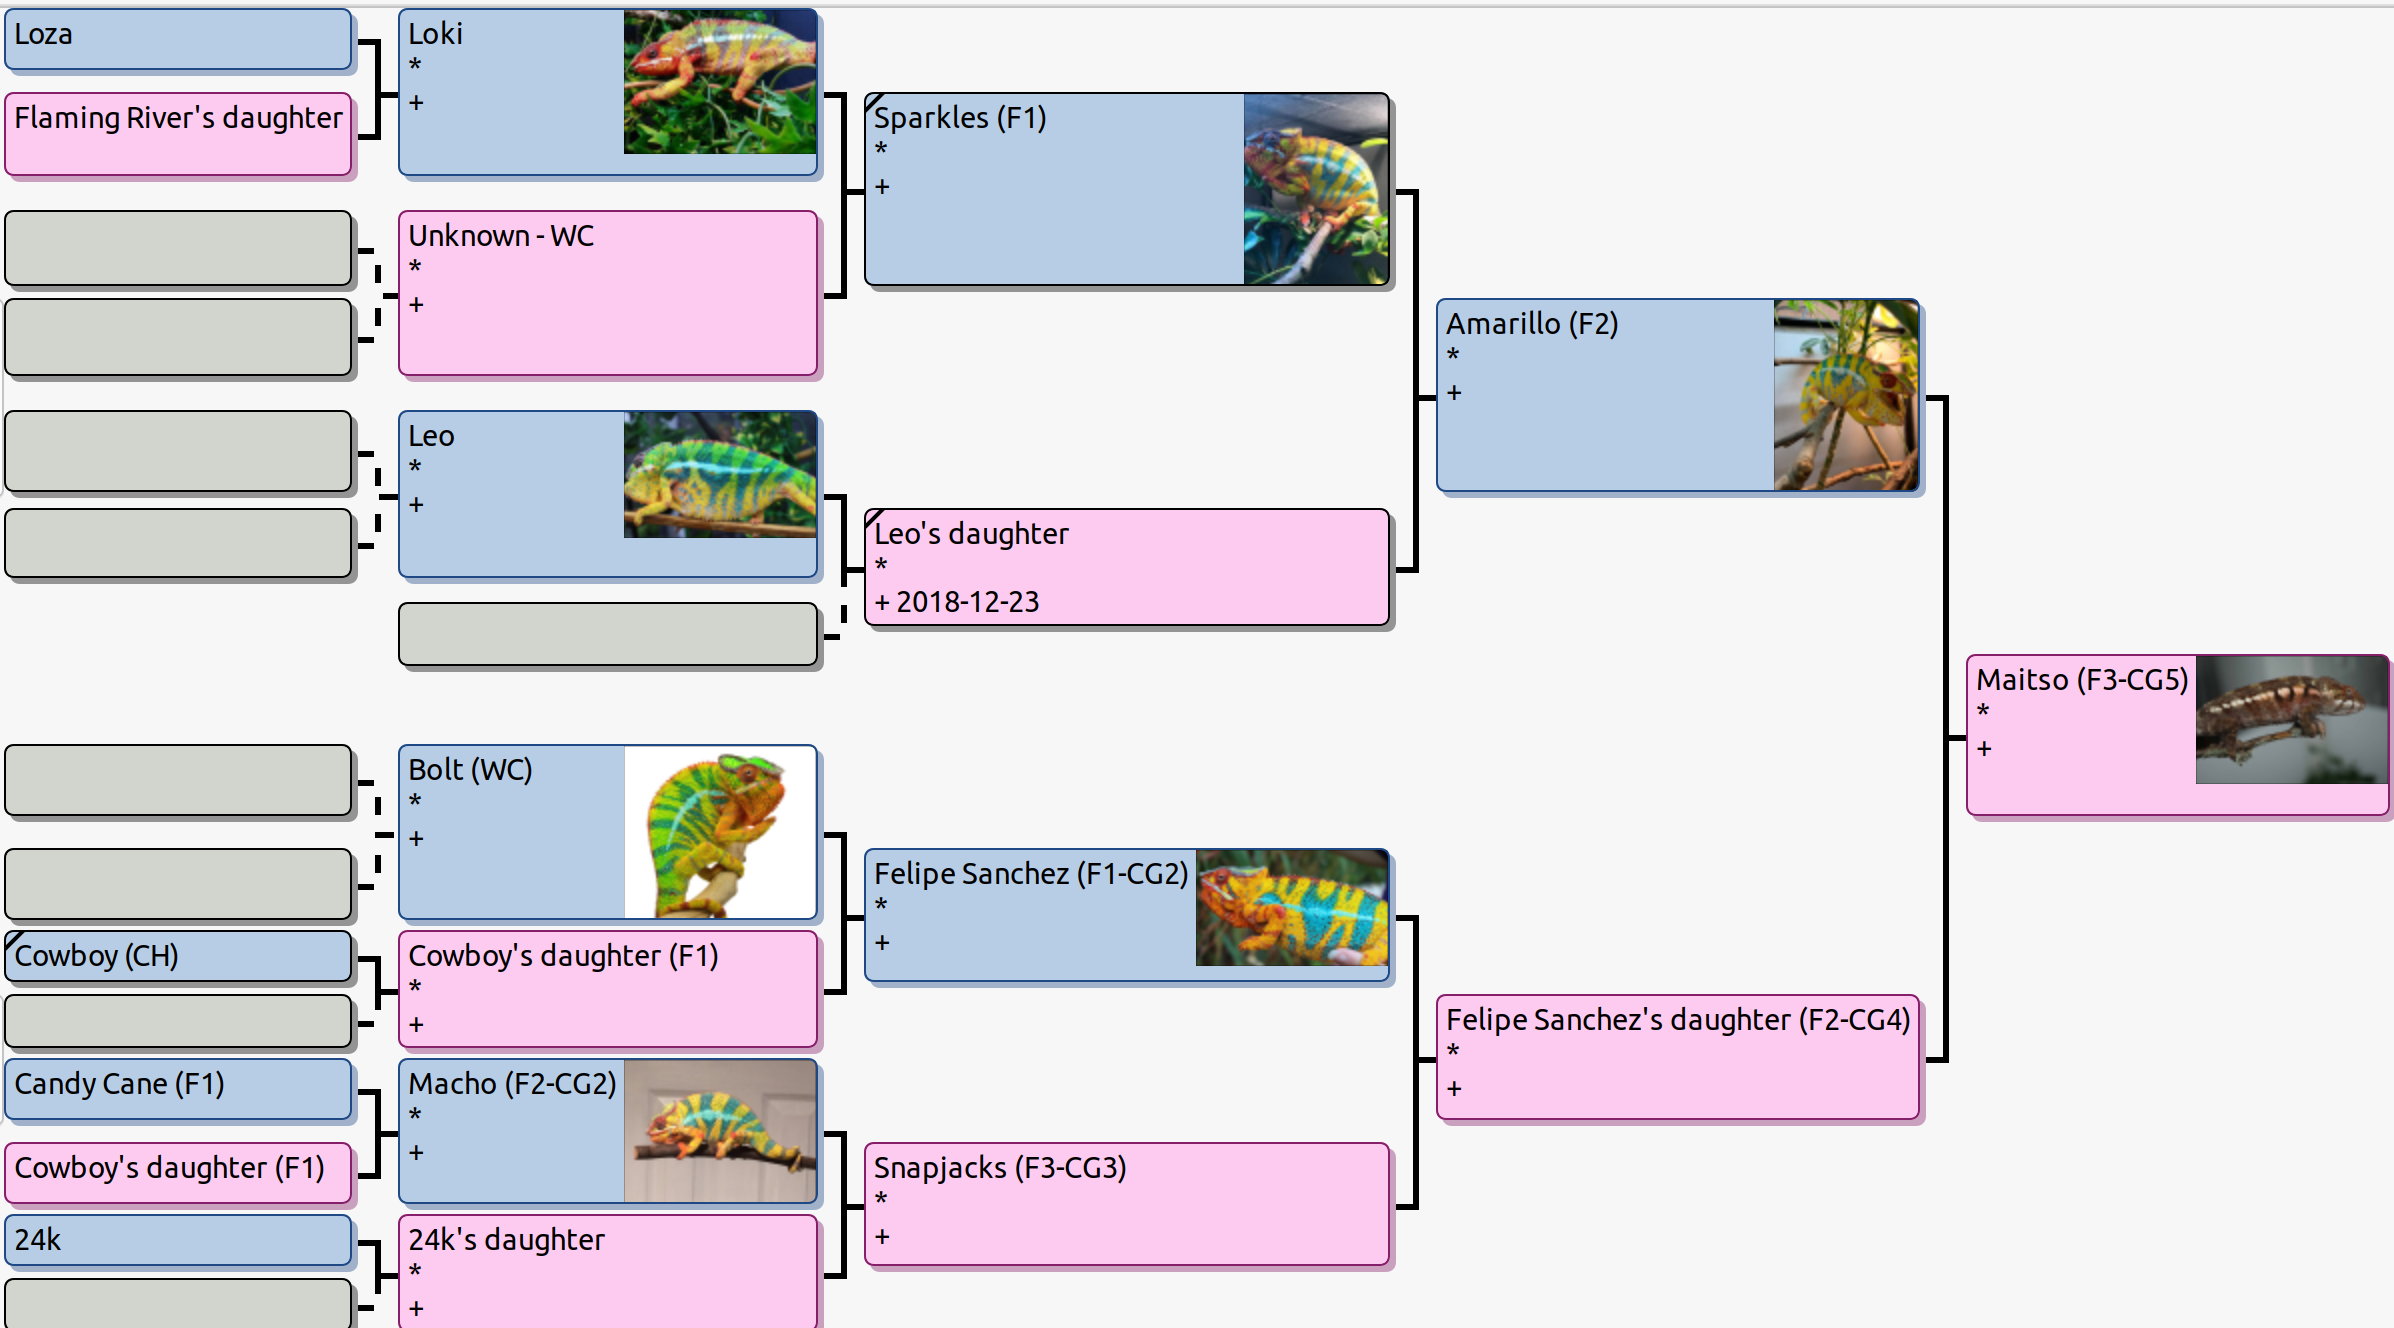 Loza
Flaming River's daughter
Loki
*
+
Unknown - WC
*
+
Leo
*
+
Bolt (WC)
*
+
Cowboy (CH)
Cowboy's daughter (F1)
*
+
Candy Cane (F1)
Cowboy's daughter (F1)
Macho (F2-CG2)
*
+
24k
24k's daughter
*
+
Sparkles (F1)
*
+
Leo's daughter
*
+ 2018-12-23
Felipe Sanchez (F1-CG2)
*
+
Snapjacks (F3-CG3)
*
+
Amarillo (F2)
*
+
Felipe Sanchez's daughter (F2-CG4)
*
+
Maitso (F3-CG5)
*
+